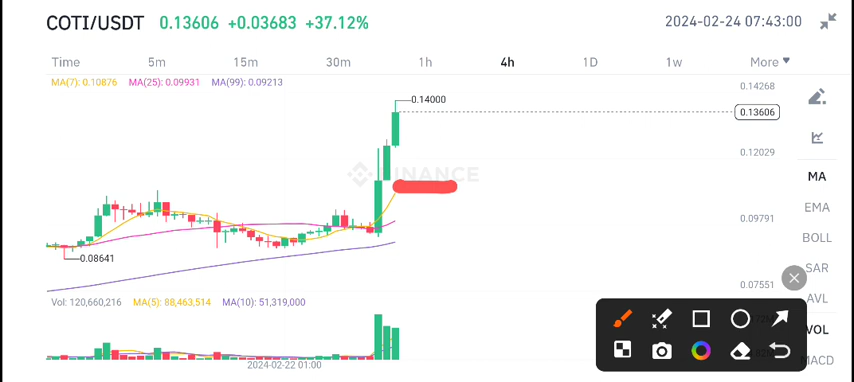 COTI/USDT 0.13606 +0.03683 +37.12% 2024-02-24 07:43:00
Time 5m 15m 30m 1h 4h 1D 1w More
MA(7): 0.10876 MA(25): 0.09931 MA(99): 0.09213
0.14268
0.14000
0.13606
0.12029
BINANCE
MA
EMA
0.09791
BOLL
0.08641
SAR
0.07551
AVL
Vol: 120,660,216 MA(5): 88,463,514 MA(10): 51,319,000
VOL
MACD
2024-02-22 01:00